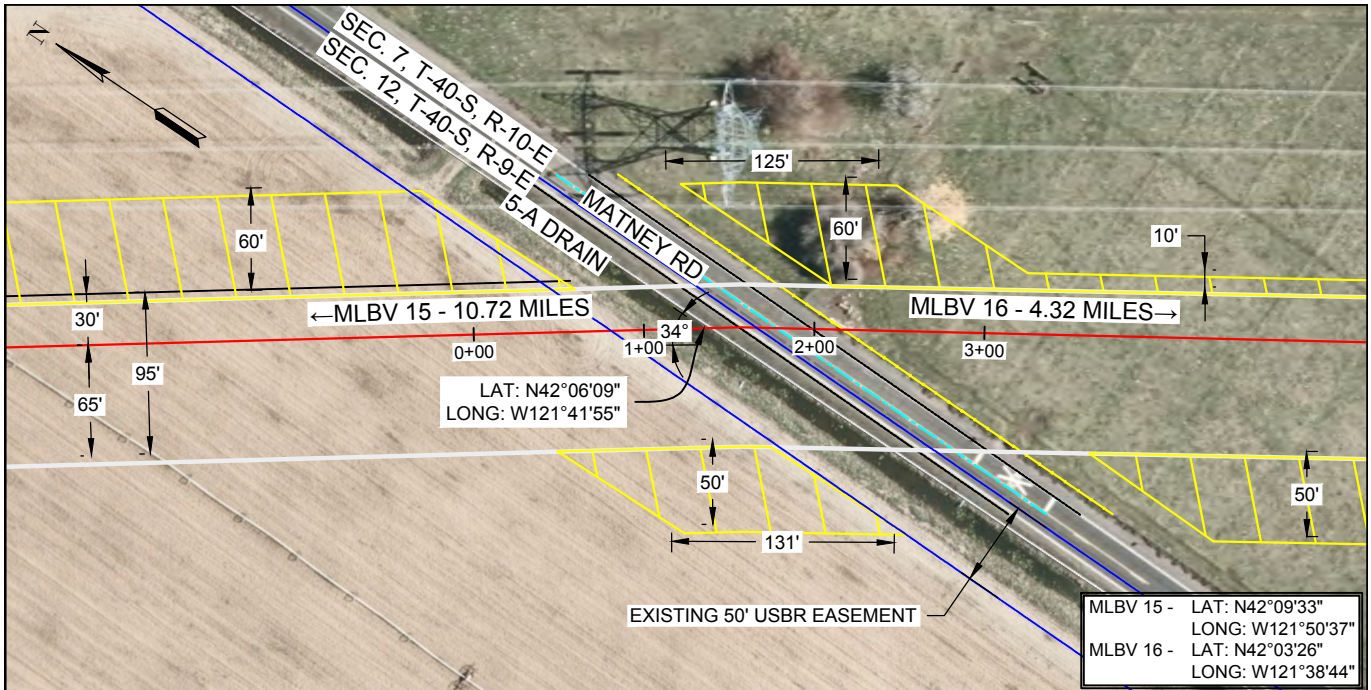 N
SEC. 7, T-40-S, R-10-E
SEC. 12, T-40-S, R-9-E
5-A DRAIN
MATNEY RD
125'
60'
60'
10'
30'
←MLBV 15 - 10.72 MILES
MLBV 16 - 4.32 MILES→
0+00
1+00
34°
2+00
3+00
95'
65'
LAT: N42°06'09"
LONG: W121°41'55"
50'
131'
50'
EXISTING 50' USBR EASEMENT
MLBV 15 - LAT: N42°09'33"
LONG: W121°50'37"
MLBV 16 - LAT: N42°03'26"
LONG: W121°38'44"